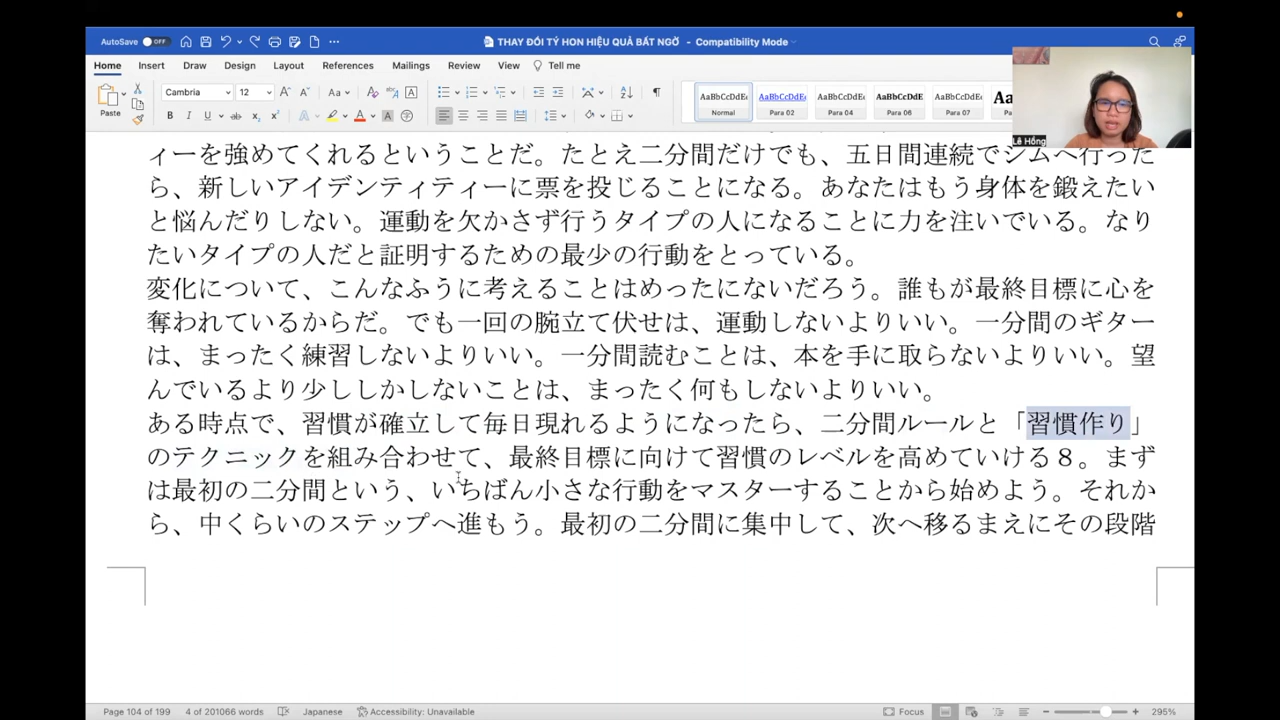 AutoSave OFF
THAY ĐỔI TÝ HON HIỆU QUẢ BẤT NGỜ - Compatibility Mode
Home Insert Draw Design Layout References Mailings Review View Tell me
Cambria 12
Paste
AaBbCcDdEe AaBbCcDdEe AaBbCcDdEe AaBbCcDdEe AaBbCcDdEe
Normal Para 02 Para 04 Para 06 Para 07
Lê Hồng
ィーを強めてくれるということだ。たとえ二分間だけでも、五日間連続でジムへ行った
ら、新しいアイデンティティーに票を投じることになる。あなたはもう身体を鍛えたい
と悩んだりしない。運動を欠かさず行うタイプの人になることに力を注いでいる。なり
たいタイプの人だと証明するための最少の行動をとっている。
変化について、こんなふうに考えることはめったにないだろう。誰もが最終目標に心を
奪われているからだ。でも一回の腕立て伏せは、運動しないよりいい。一分間のギター
は、まったく練習しないよりいい。一分間読むことは、本を手に取らないよりいい。望
んでいるより少ししかしないことは、まったく何もしないよりいい。
ある時点で、習慣が確立して毎日現れるようになったら、二分間ルールと「習慣作り」
のテクニックを組み合わせて、最終目標に向けて習慣のレベルを高めていける８。まず
は最初の二分間という、いちばん小さな行動をマスターすることから始めよう。それか
ら、中くらいのステップへ進もう。最初の二分間に集中して、次へ移るまえにその段階
Page 104 of 199 4 of 201066 words Japanese Accessibility: Unavailable Focus 295%